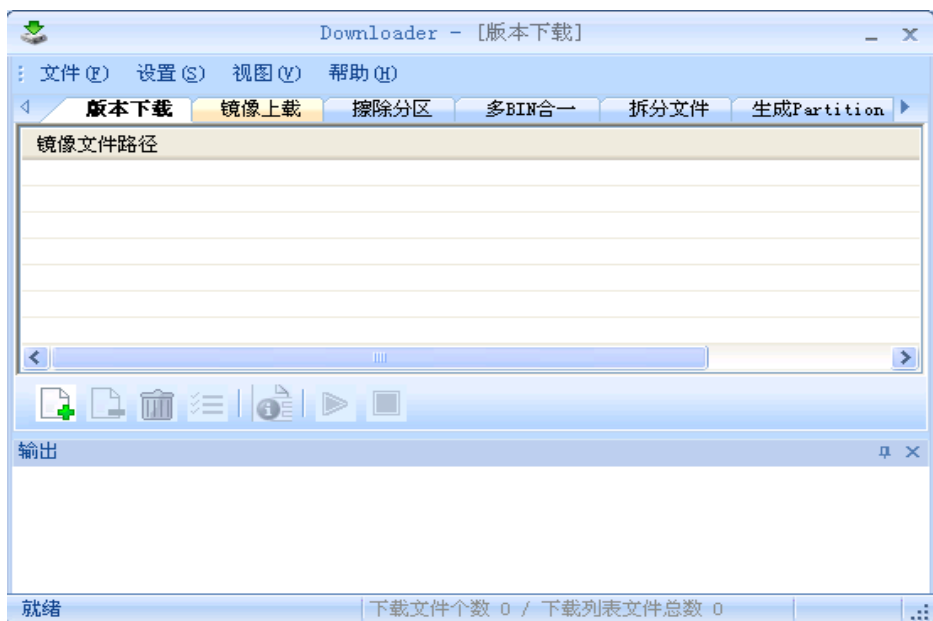 Downloader - [版本下载]
文件(F) 设置(S) 视图(V) 帮助(H)
版本下载 镜像上载 擦除分区 多BIN合一 拆分文件 生成Partition
镜像文件路径
输出
就绪 下载文件个数 0 / 下载列表文件总数 0